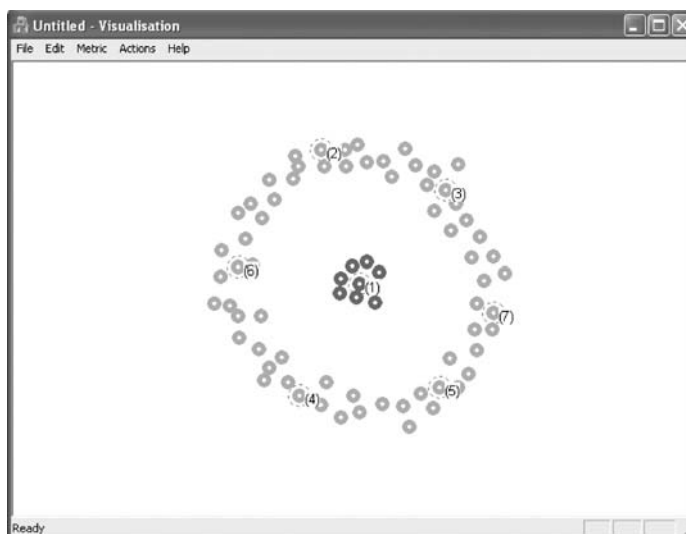 Untitled - Visualisation
File Edit Metric Actions Help
(2)
(3)
(6)
(1)
(7)
(5)
(4)
Ready